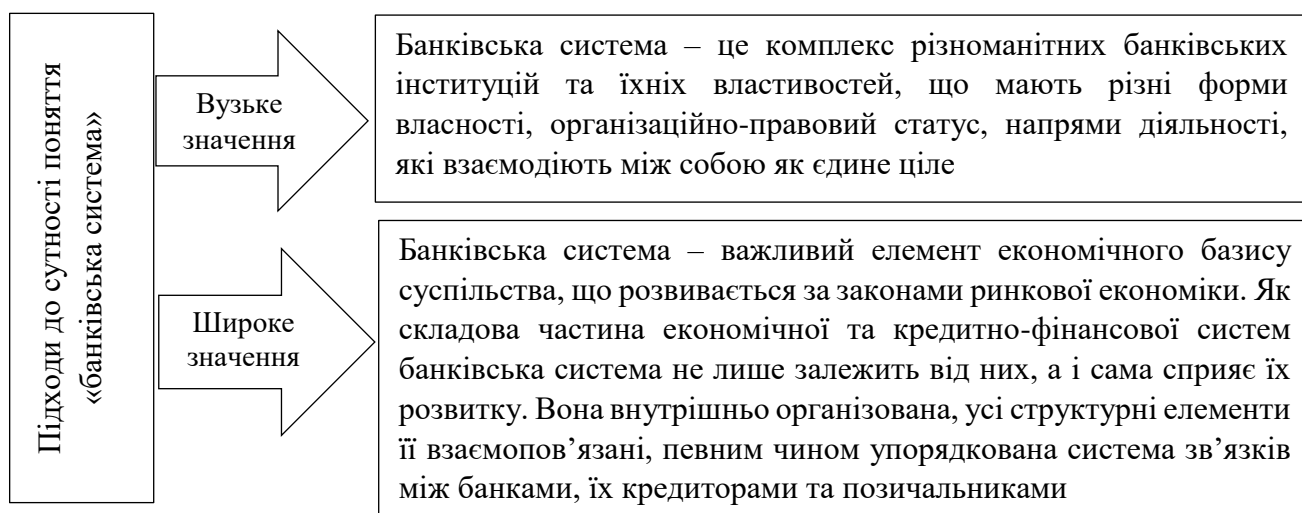 Підходи до сутності поняття
«банківська система»
Вузьке
значення
Банківська система – це комплекс різноманітних банківських
інституцій та їхніх властивостей, що мають різні форми
власності, організаційно-правовий статус, напрями діяльності,
які взаємодіють між собою як єдине ціле
Широке
значення
Банківська система – важливий елемент економічного базису
суспільства, що розвивається за законами ринкової економіки. Як
складова частина економічної та кредитно-фінансової систем
банківська система не лише залежить від них, а і сама сприяє їх
розвитку. Вона внутрішньо організована, усі структурні елементи
її взаємопов’язані, певним чином упорядкована система зв’язків
між банками, їх кредиторами та позичальниками